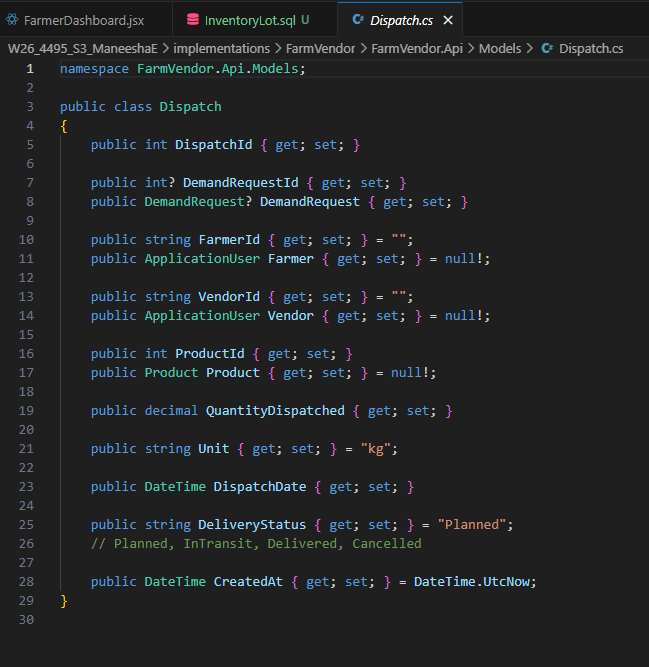 FarmerDashboard.jsx InventoryLot.sql U Dispatch.cs ×
W26_4495_S3_ManeeshaE > implementations > FarmVendor > FarmVendor.Api > Models > Dispatch.cs
1 namespace FarmVendor.Api.Models;
2
3 public class Dispatch
4 {
5     public int DispatchId { get; set; }
6
7     public int? DemandRequestId { get; set; }
8     public DemandRequest? DemandRequest { get; set; }
9
10     public string FarmerId { get; set; } = "";
11     public ApplicationUser Farmer { get; set; } = null!;
12
13     public string VendorId { get; set; } = "";
14     public ApplicationUser Vendor { get; set; } = null!;
15
16     public int ProductId { get; set; }
17     public Product Product { get; set; } = null!;
18
19     public decimal QuantityDispatched { get; set; }
20
21     public string Unit { get; set; } = "kg";
22
23     public DateTime DispatchDate { get; set; }
24
25     public string DeliveryStatus { get; set; } = "Planned";
26     // Planned, InTransit, Delivered, Cancelled
27
28     public DateTime CreatedAt { get; set; } = DateTime.UtcNow;
29 }
30